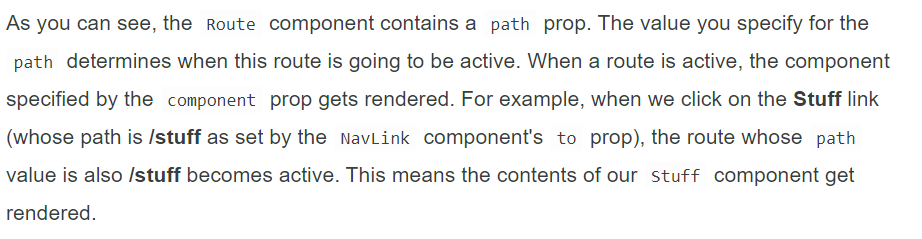 As you can see, the Route component contains a path prop. The value you specify for the
path determines when this route is going to be active. When a route is active, the component
specified by the component prop gets rendered. For example, when we click on the Stuff link
(whose path is /stuff as set by the NavLink component's to prop), the route whose path
value is also /stuff becomes active. This means the contents of our Stuff component get
rendered.